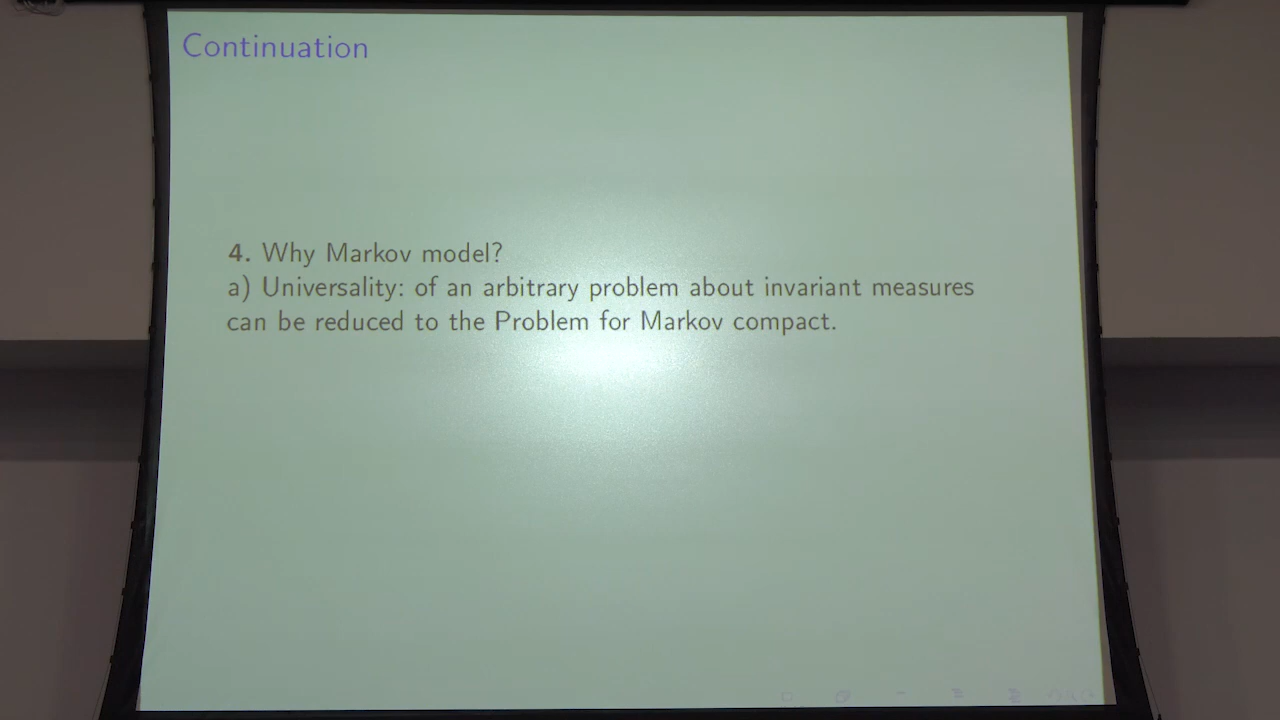 Continuation
4. Why Markov model?
a) Universality: of an arbitrary problem about invariant measures
can be reduced to the Problem for Markov compact.